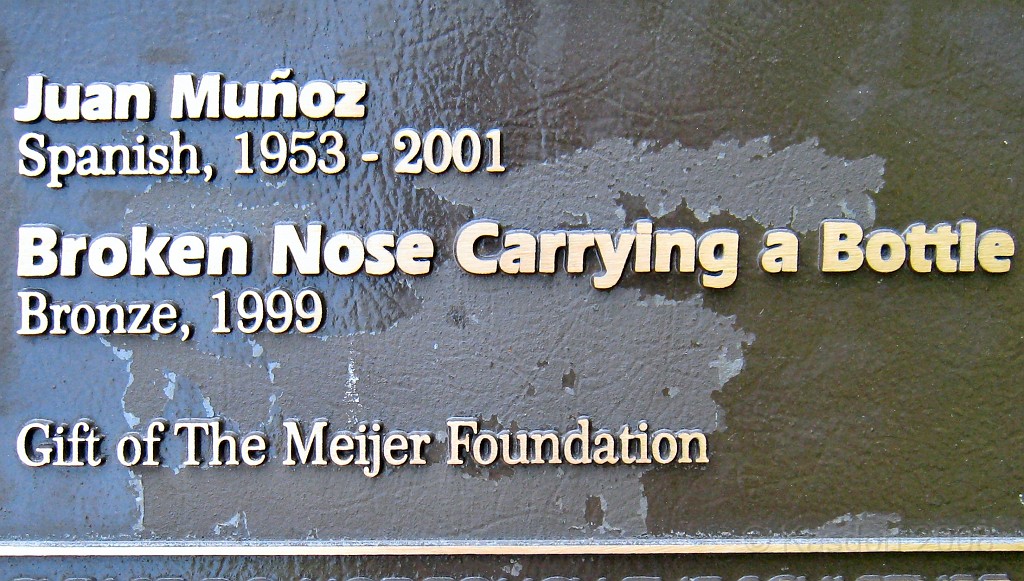 Juan Muñoz
Spanish, 1953 - 2001
Broken Nose Carrying a Bottle
Bronze, 1999
Gift of The Meijer Foundation